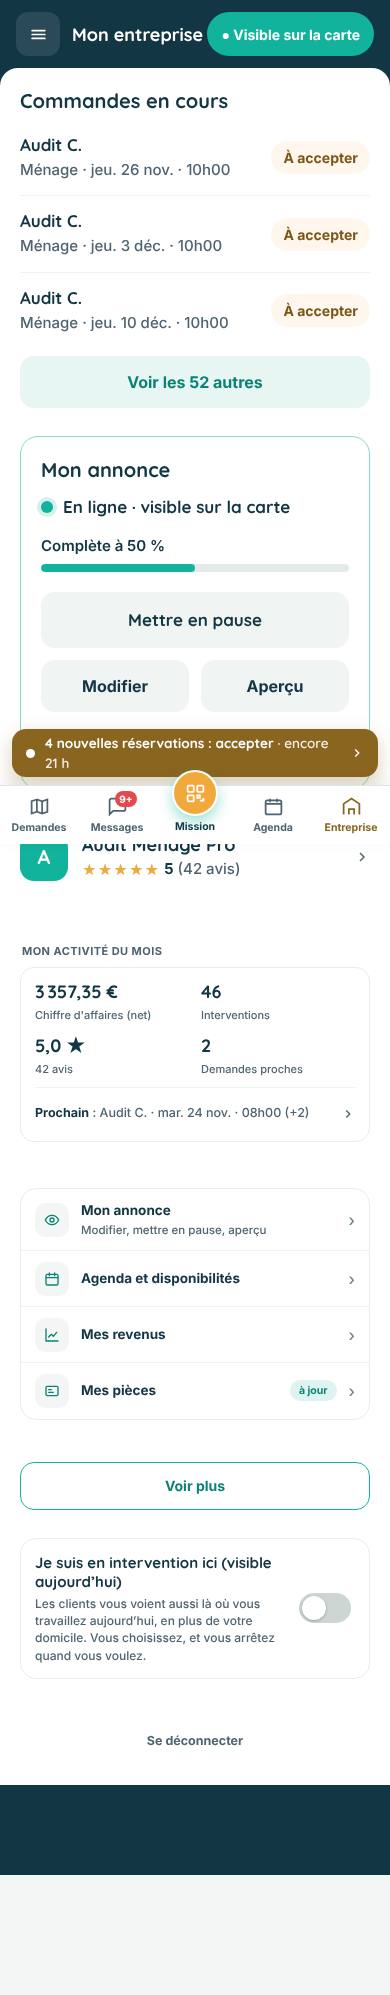 Mon entreprise
● Visible sur la carte
Commandes en cours
Audit C.
Ménage · jeu. 26 nov. · 10h00
À accepter
Audit C.
Ménage · jeu. 3 déc. · 10h00
À accepter
Audit C.
Ménage · jeu. 10 déc. · 10h00
À accepter
Voir les 52 autres
Mon annonce
En ligne · visible sur la carte
Complète à 50 %
Mettre en pause
Modifier
Aperçu
4 nouvelles réservations : accepter · encore
21 h
Demandes
9+
Messages
Mission
Agenda
Entreprise
A
Audit Ménage Pro
★★★★★ 5 (42 avis)
MON ACTIVITÉ DU MOIS
3 357,35 €
Chiffre d'affaires (net)
46
Interventions
5,0 ★
42 avis
2
Demandes proches
Prochain : Audit C. · mar. 24 nov. · 08h00 (+2)
Mon annonce
Modifier, mettre en pause, aperçu
Agenda et disponibilités
Mes revenus
Mes pièces
à jour
Voir plus
Je suis en intervention ici (visible
aujourd’hui)
Les clients vous voient aussi là où vous
travaillez aujourd’hui, en plus de votre
domicile. Vous choisissez, et vous arrêtez
quand vous voulez.
Se déconnecter